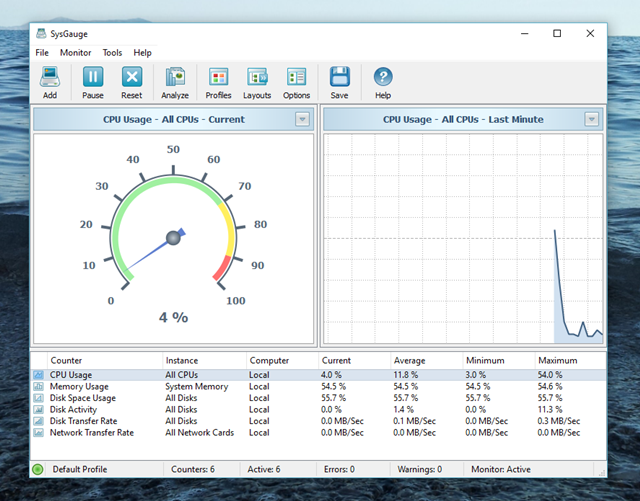 SysGauge
File Monitor Tools Help
Add Pause Reset Analyze Profiles Layouts Options Save Help
CPU Usage - All CPUs - Current
CPU Usage - All CPUs - Last Minute
0 10 20 30 40 50 60 70 80 90 100
4 %
Counter Instance Computer Current Average Minimum Maximum
CPU Usage All CPUs Local 4.0 % 11.8 % 3.0 % 54.0 %
Memory Usage System Memory Local 54.5 % 54.5 % 54.5 % 54.6 %
Disk Space Usage All Disks Local 55.7 % 55.7 % 55.7 % 55.7 %
Disk Activity All Disks Local 0.0 % 1.4 % 0.0 % 11.3 %
Disk Transfer Rate All Disks Local 0.0 MB/Sec 0.1 MB/Sec 0.0 MB/Sec 0.3 MB/Sec
Network Transfer Rate All Network Cards Local 0.0 MB/Sec 0.0 MB/Sec 0.0 MB/Sec 0.0 MB/Sec
Default Profile Counters: 6 Active: 6 Errors: 0 Warnings: 0 Monitor: Active